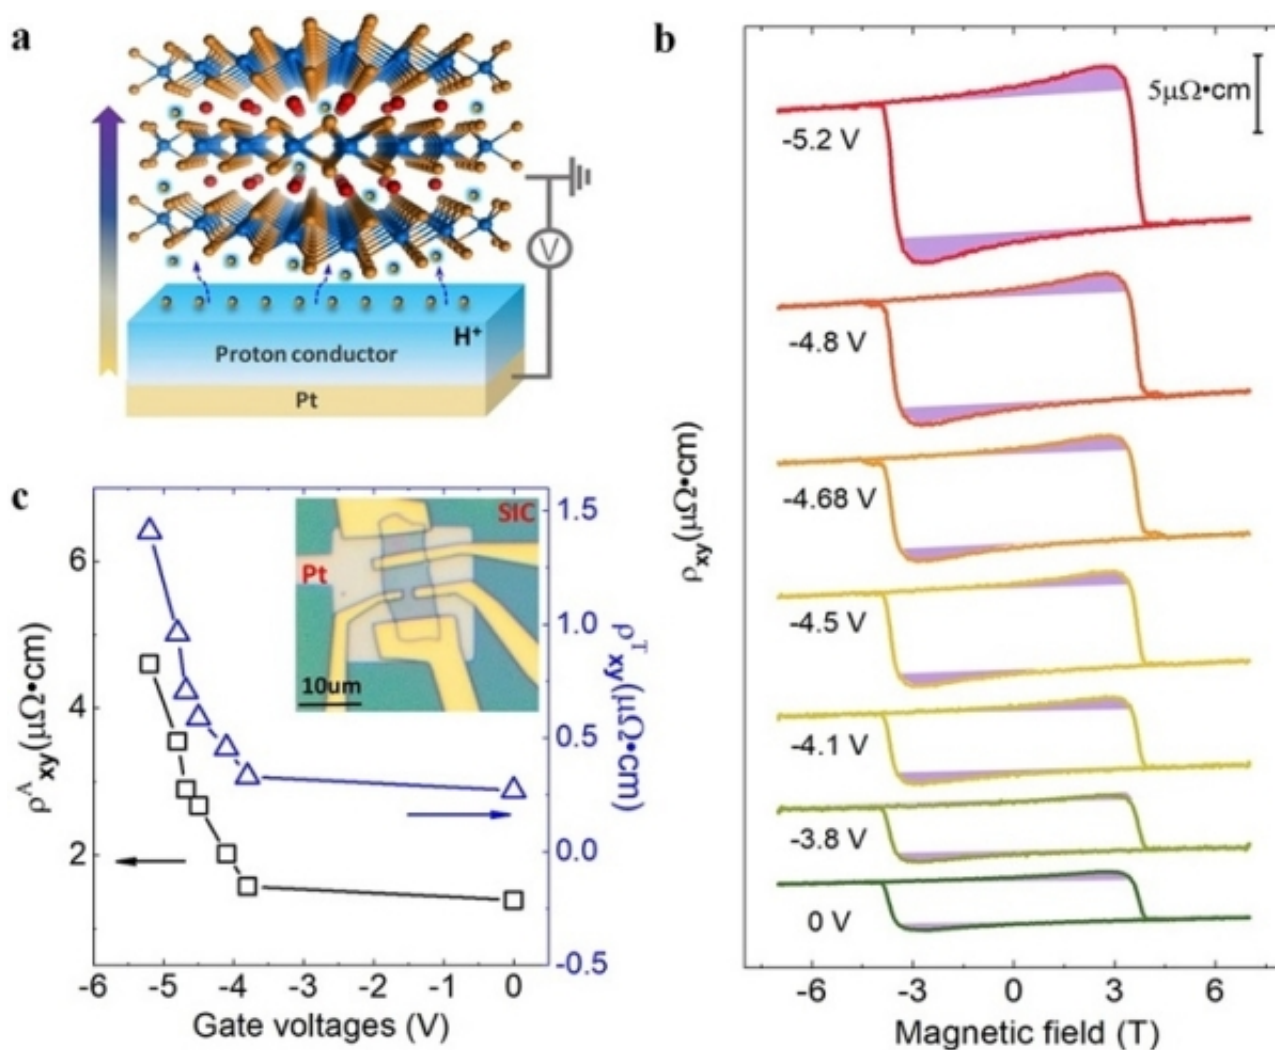 a
V
H⁺
Proton conductor
Pt
b
5μΩ•cm
-5.2 V
-4.8 V
-4.68 V
-4.5 V
-4.1 V
-3.8 V
0 V
ρxy(μΩ•cm)
-6 -3 0 3 6
Magnetic field (T)
c
SIC
Pt
10um
6
4
2
ρᴬxy(μΩ•cm)
1.5
1.0
0.5
0.0
-0.5
ρᵀxy(μΩ•cm)
-6 -5 -4 -3 -2 -1 0
Gate voltages (V)